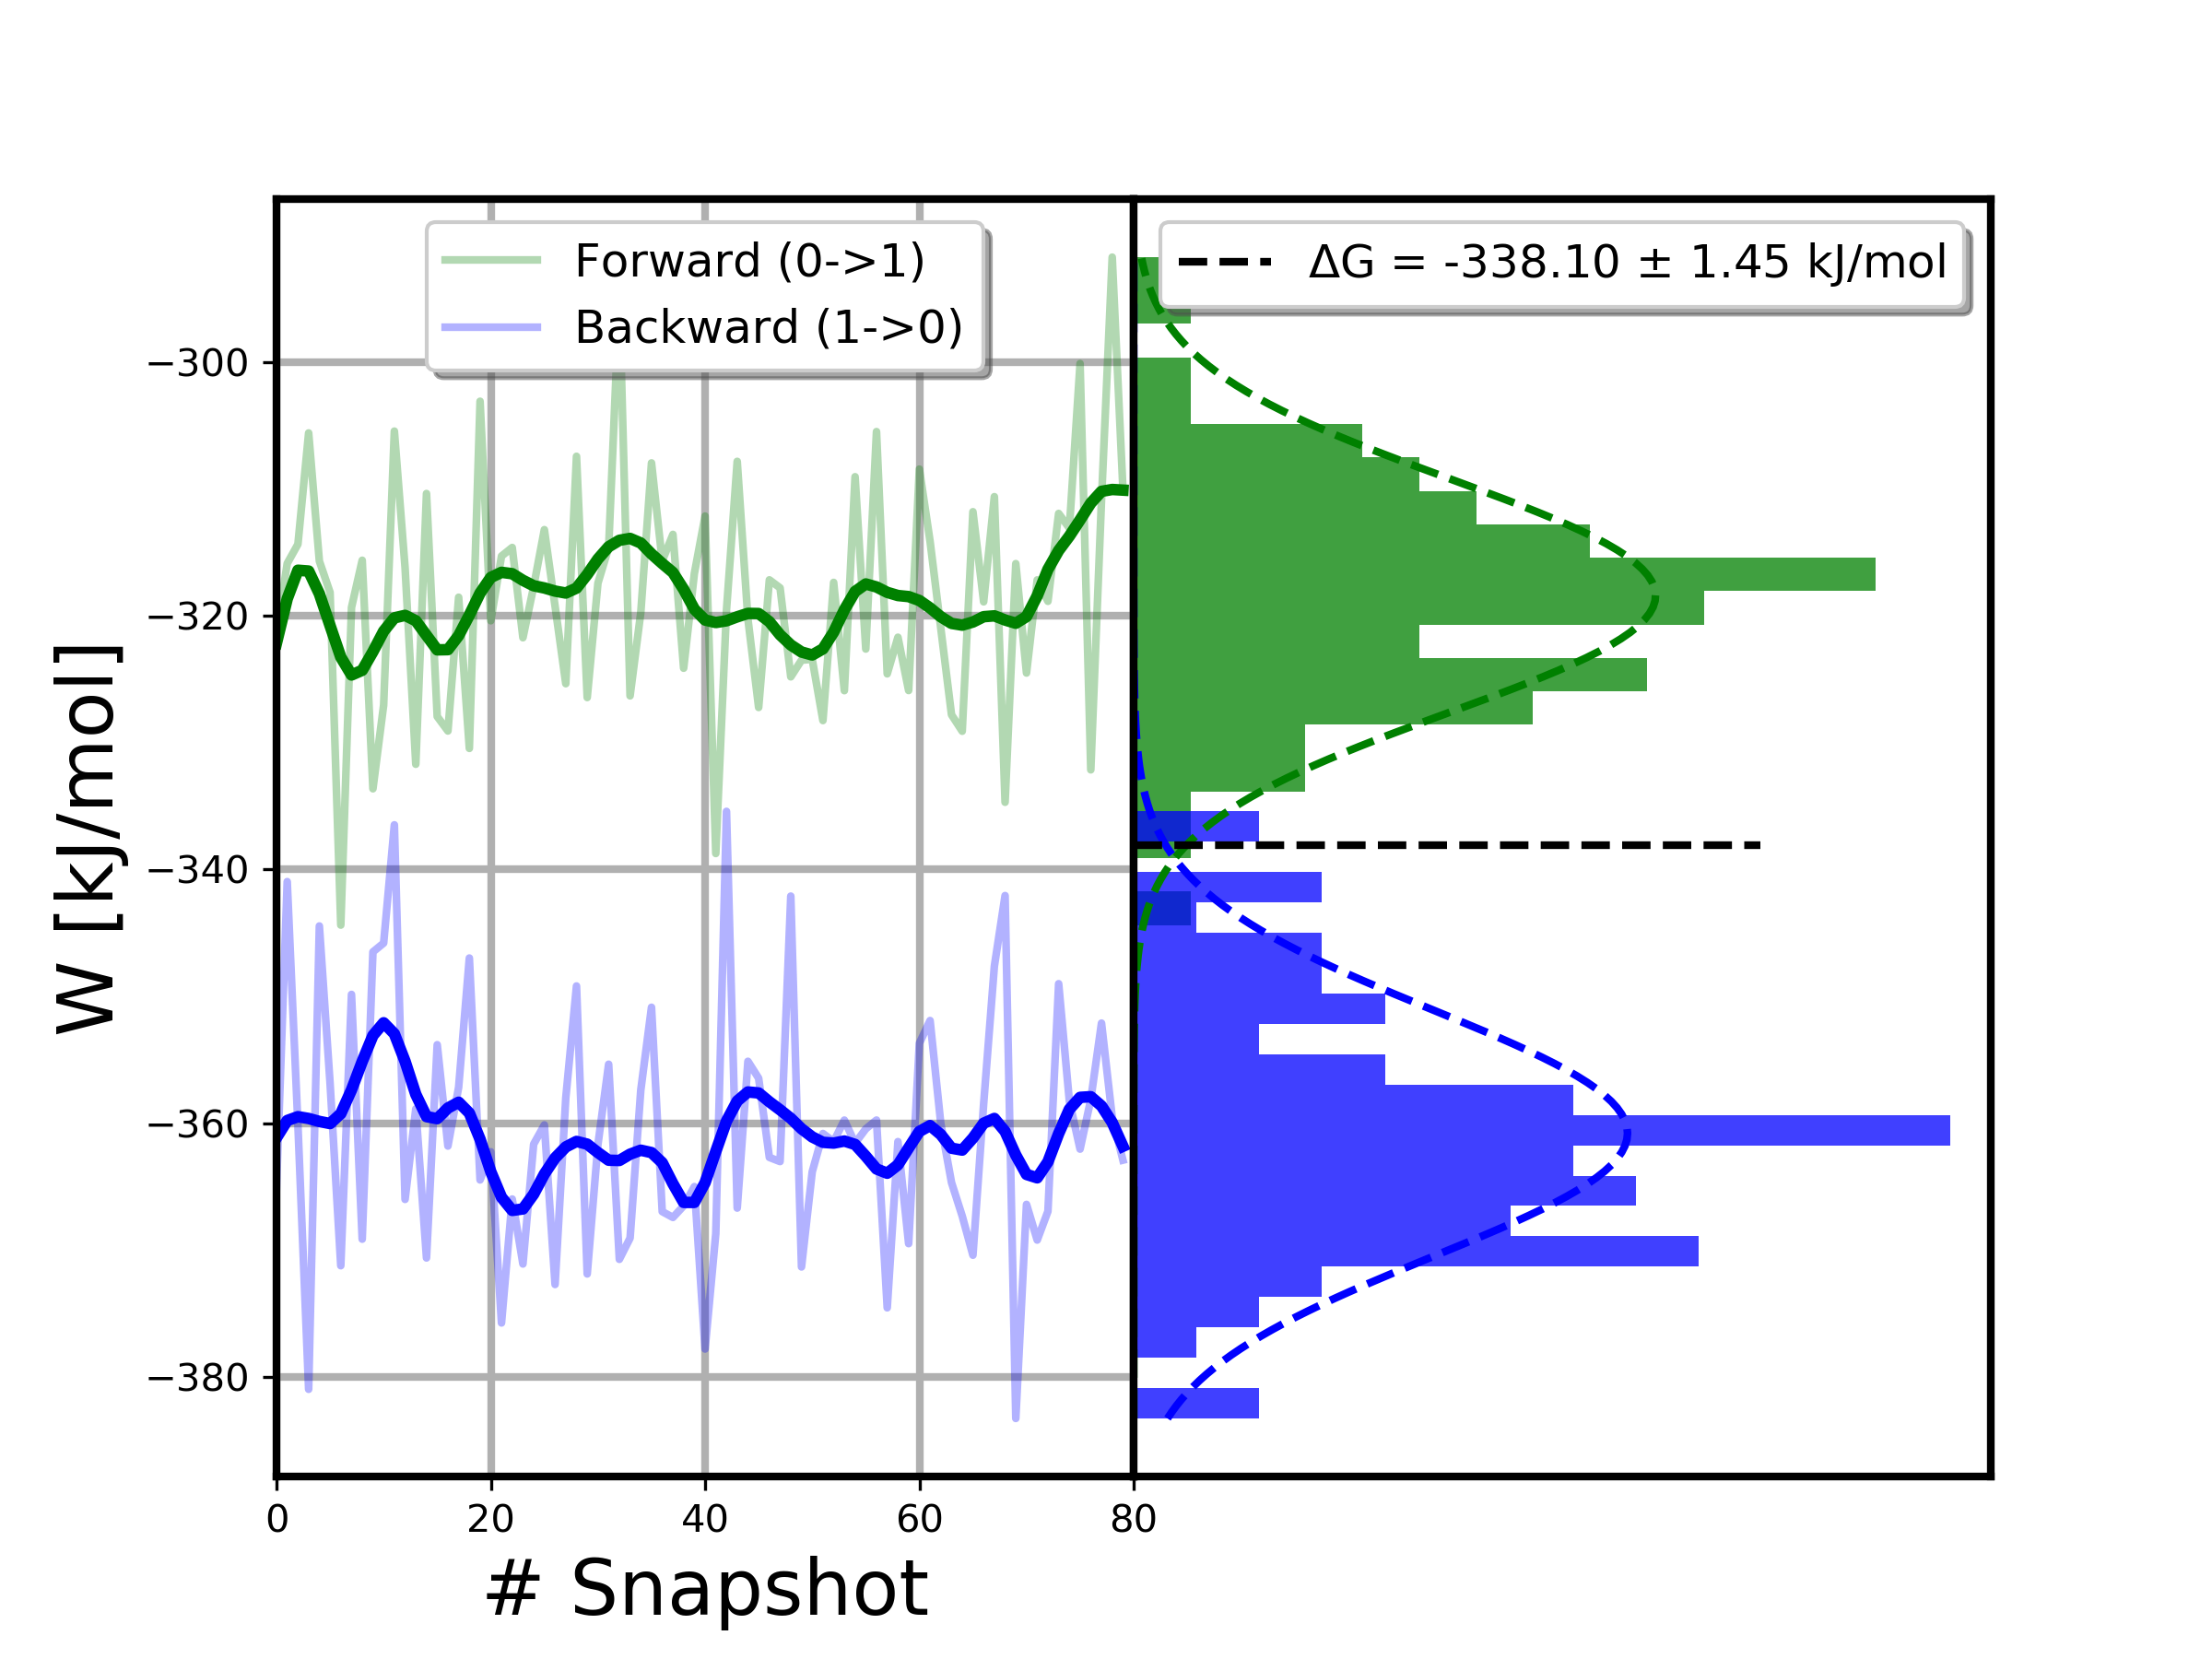 Forward (0->1)
Backward (1->0)
ΔG = -338.10 ± 1.45 kJ/mol
W [kJ/mol]
−300
−320
−340
−360
−380
0 20 40 60 80
# Snapshot